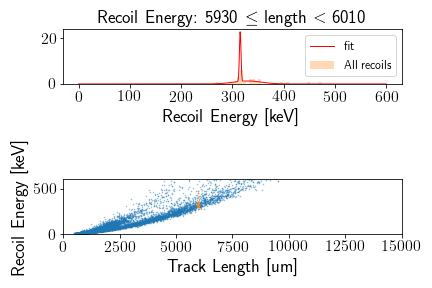 Recoil Energy: 5930 ≤ length < 6010
20
0
fit
All recoils
0 100 200 300 400 500 600
Recoil Energy [keV]
Recoil Energy [keV]
500
0
0 2500 5000 7500 10000 12500 15000
Track Length [um]